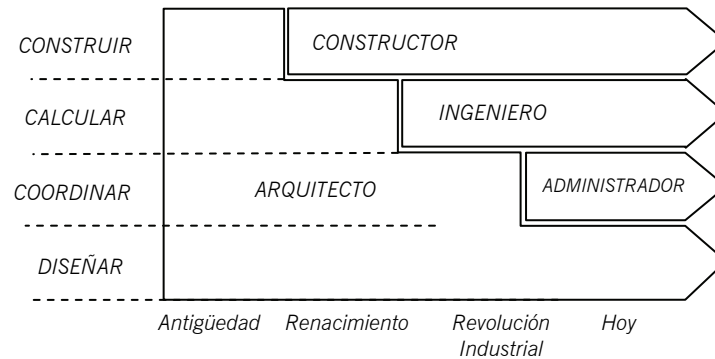 CONSTRUIR
CONSTRUCTOR
CALCULAR
INGENIERO
COORDINAR
ARQUITECTO
ADMINISTRADOR
DISEÑAR
Antigüedad
Renacimiento
Revolución
Industrial
Hoy